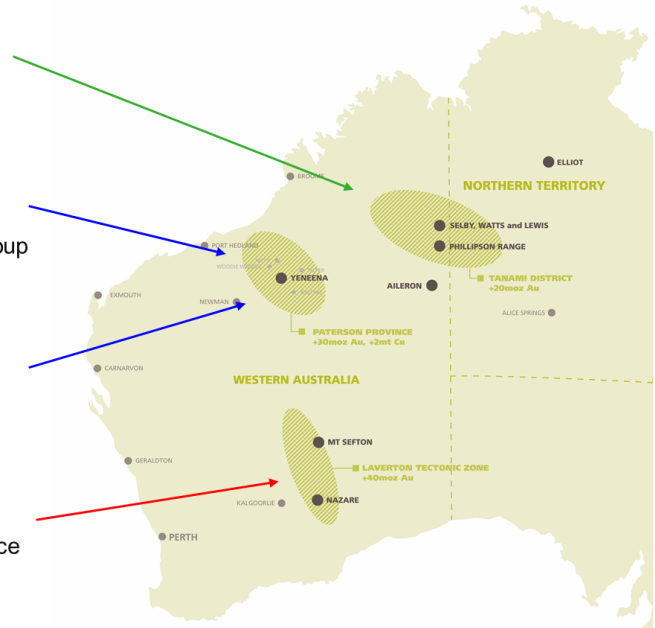 ELLIOT
NORTHERN TERRITORY
BROOME
SELBY, WATTS and LEWIS
oup
PORT HEDLAND
PHILLIPSON RANGE
YENEENA
TANAMI DISTRICT
+20moz Au
AILERON
EXMOUTH
NEWMAN
ALICE SPRINGS
PATERSON PROVINCE
+30moz Au, +2mt Cu
CARNARVON
WESTERN AUSTRALIA
MT SEFTON
GERALDTON
LAVERTON TECTONIC ZONE
+40moz Au
KALGOORLIE
NAZARE
PERTH
ce